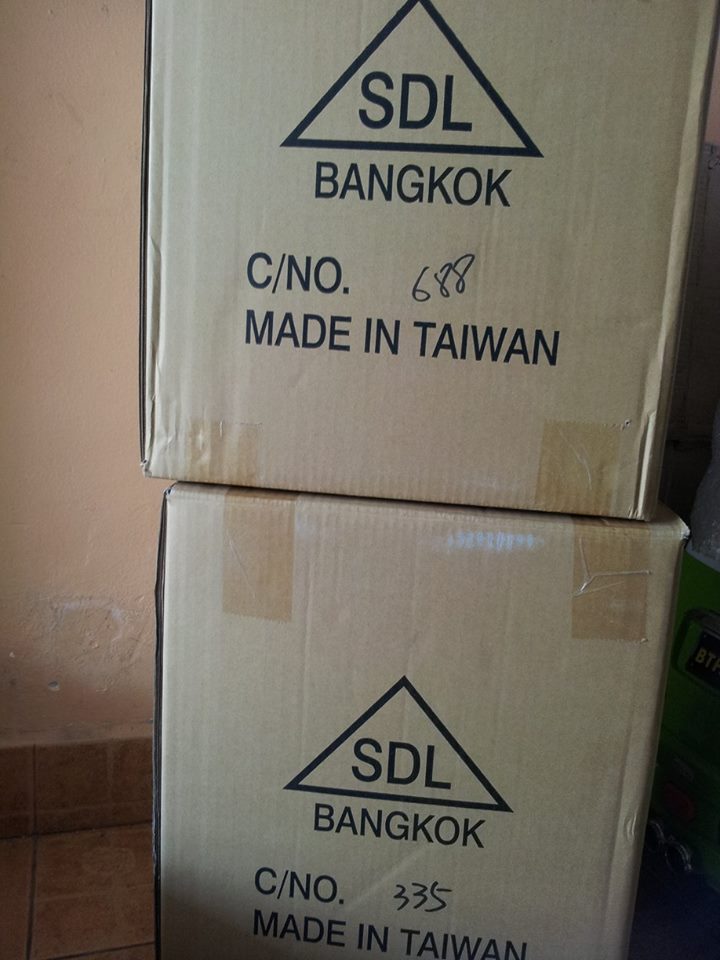 SDL
BANGKOK
C/NO. 688
MADE IN TAIWAN
SDL
BANGKOK
C/NO. 335
MADE IN TAIWAN